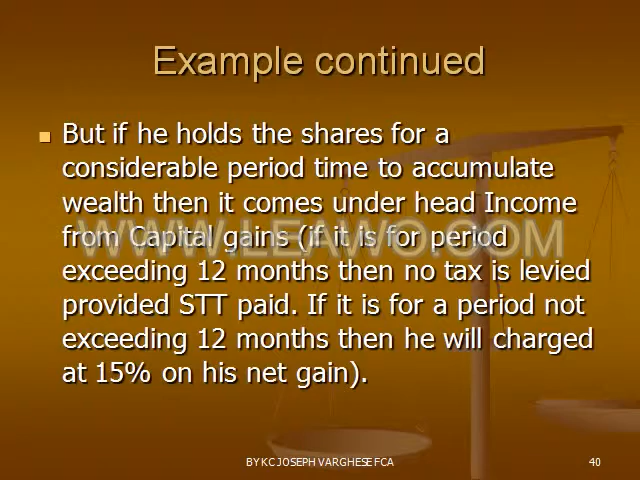 Example continued
But if he holds the shares for a
considerable period time to accumulate
wealth then it comes under head Income
from Capital gains (if it is for period
WWW.LEAWO.COM
exceeding 12 months then no tax is levied
provided STT paid. If it is for a period not
exceeding 12 months then he will charged
at 15% on his net gain).
BY KC JOSEPH VARGHESE FCA
40